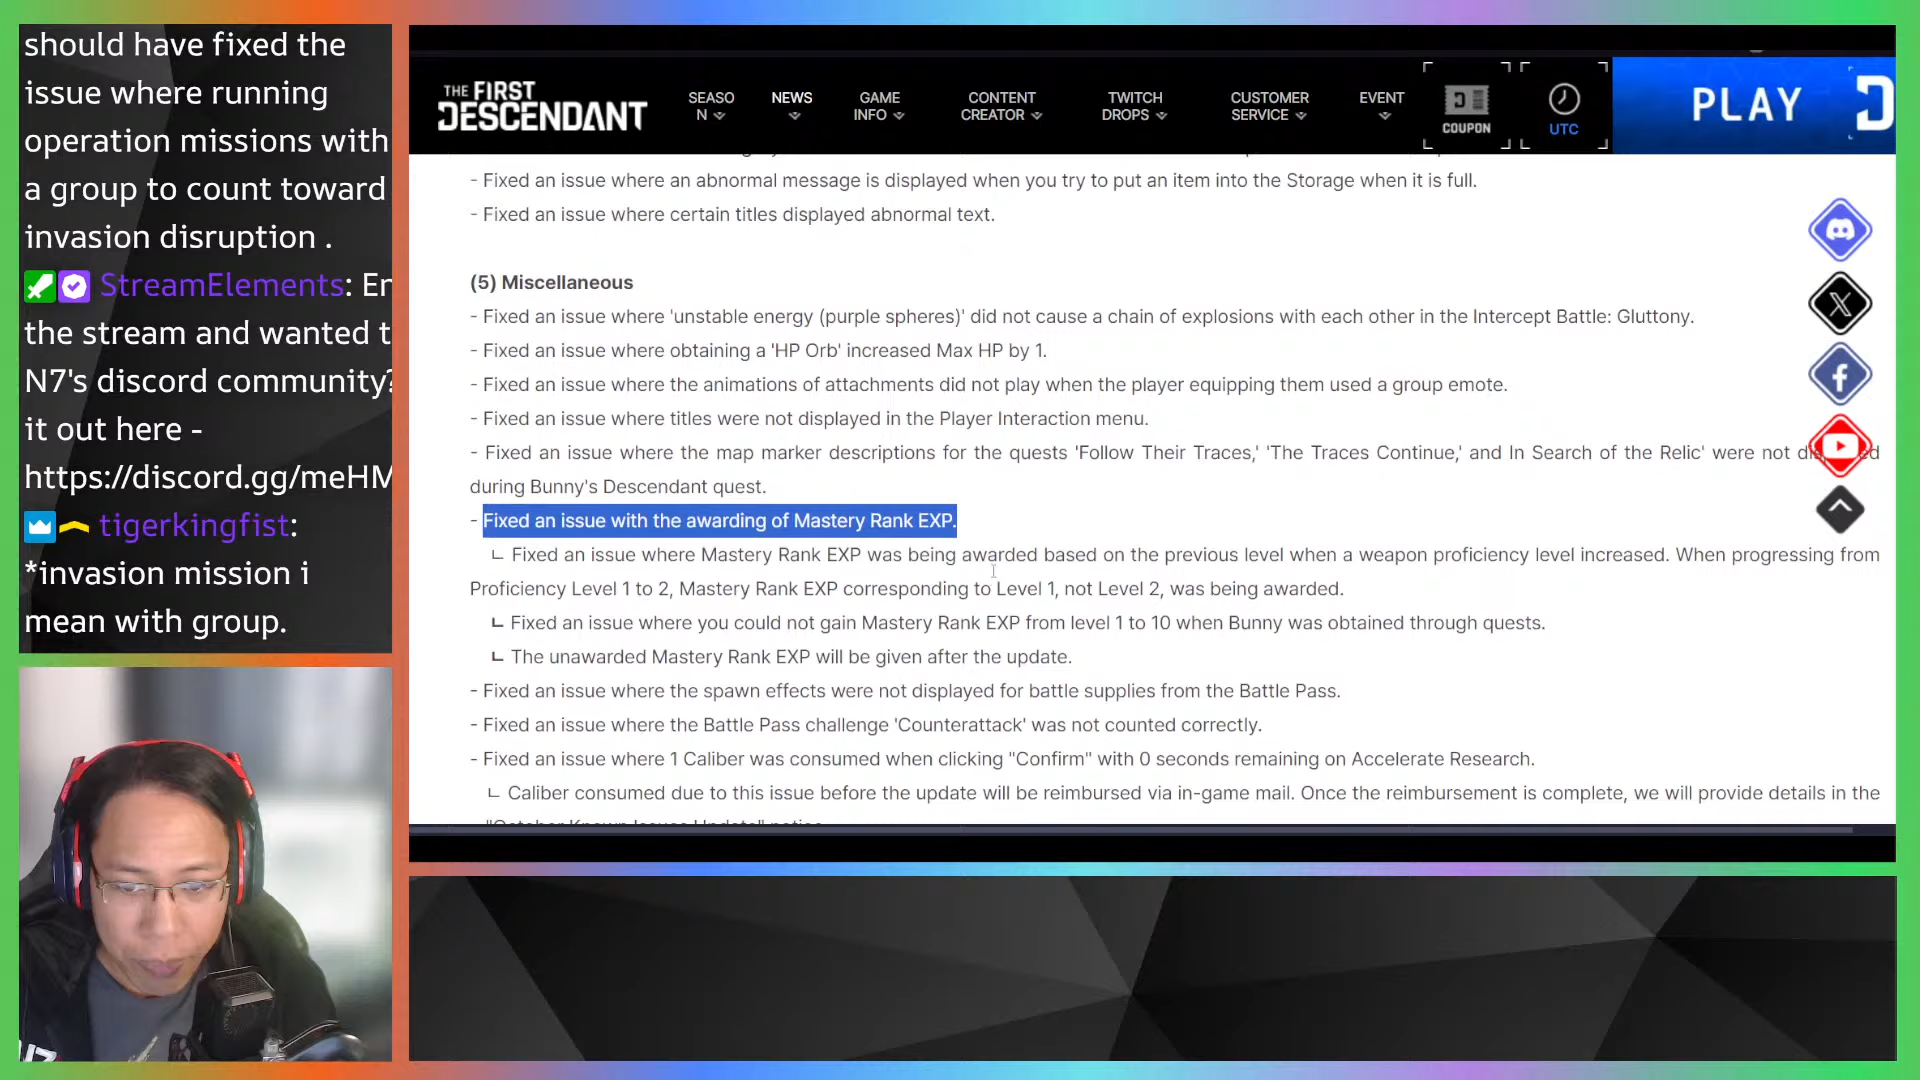 should have fixed the
issue where running
operation missions with
a group to count toward
invasion disruption .
StreamElements: En
the stream and wanted t
N7's discord community?
it out here -
https://discord.gg/meHM
tigerkingfist:
*invasion mission i
mean with group.
THE FIRST
DESCENDANT
SEASO
N
NEWS
GAME
INFO
CONTENT
CREATOR
TWITCH
DROPS
CUSTOMER
SERVICE
EVENT
COUPON
UTC
PLAY
- Fixed an issue where an abnormal message is displayed when you try to put an item into the Storage when it is full.
- Fixed an issue where certain titles displayed abnormal text.
(5) Miscellaneous
- Fixed an issue where 'unstable energy (purple spheres)' did not cause a chain of explosions with each other in the Intercept Battle: Gluttony.
- Fixed an issue where obtaining a 'HP Orb' increased Max HP by 1.
- Fixed an issue where the animations of attachments did not play when the player equipping them used a group emote.
- Fixed an issue where titles were not displayed in the Player Interaction menu.
- Fixed an issue where the map marker descriptions for the quests 'Follow Their Traces,' 'The Traces Continue,' and In Search of the Relic' were not
during Bunny's Descendant quest.
- Fixed an issue with the awarding of Mastery Rank EXP.
ㄴ Fixed an issue where Mastery Rank EXP was being awarded based on the previous level when a weapon proficiency level increased. When progressing from
Proficiency Level 1 to 2, Mastery Rank EXP corresponding to Level 1, not Level 2, was being awarded.
ㄴ Fixed an issue where you could not gain Mastery Rank EXP from level 1 to 10 when Bunny was obtained through quests.
ㄴ The unawarded Mastery Rank EXP will be given after the update.
- Fixed an issue where the spawn effects were not displayed for battle supplies from the Battle Pass.
- Fixed an issue where the Battle Pass challenge 'Counterattack' was not counted correctly.
- Fixed an issue where 1 Caliber was consumed when clicking "Confirm" with 0 seconds remaining on Accelerate Research.
ㄴ Caliber consumed due to this issue before the update will be reimbursed via in-game mail. Once the reimbursement is complete, we will provide details in the
"October Known Issues Update" notice